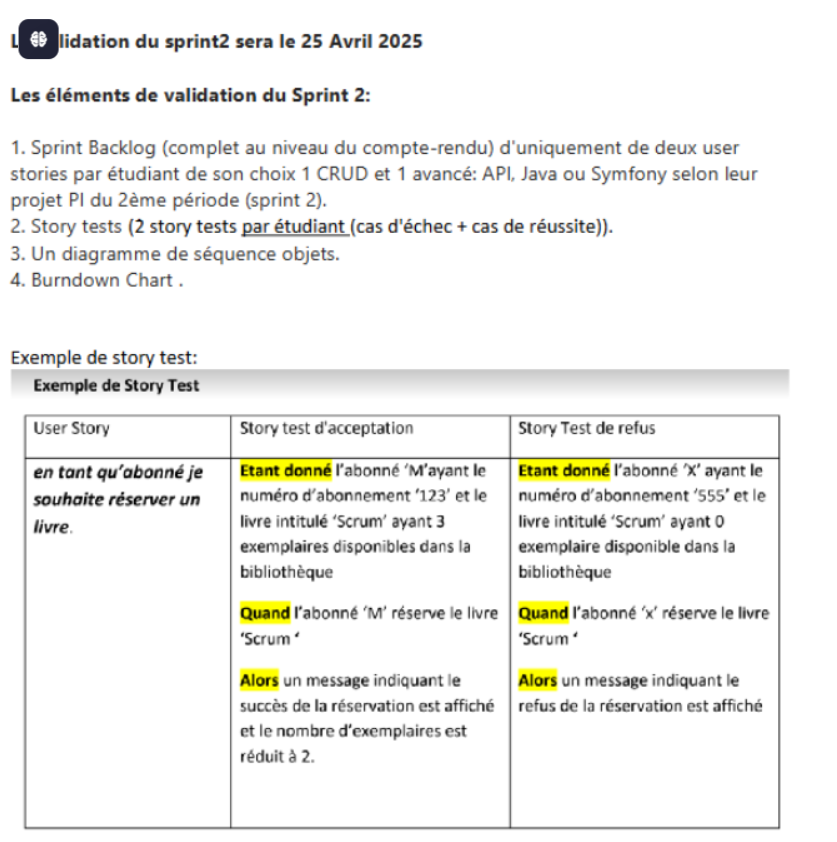 L lidation du sprint2 sera le 25 Avril 2025
Les éléments de validation du Sprint 2:
1. Sprint Backlog (complet au niveau du compte-rendu) d'uniquement de deux user
stories par étudiant de son choix 1 CRUD et 1 avancé: API, Java ou Symfony selon leur
projet PI du 2ème période (sprint 2).
2. Story tests (2 story tests par étudiant (cas d'échec + cas de réussite)).
3. Un diagramme de séquence objets.
4. Burndown Chart .
Exemple de story test:
Exemple de Story Test
User Story
en tant qu'abonné je
souhaite réserver un
livre.
Story test d'acceptation
Etant donné l'abonné 'M'ayant le
numéro d'abonnement '123' et le
livre intitulé 'Scrum' ayant 3
exemplaires disponibles dans la
bibliothèque
Quand l'abonné 'M' réserve le livre
'Scrum '
Alors un message indiquant le
succès de la réservation est affiché
et le nombre d'exemplaires est
réduit à 2.
Story Test de refus
Etant donné l'abonné 'X' ayant le
numéro d'abonnement '555' et le
livre intitulé 'Scrum' ayant 0
exemplaire disponible dans la
bibliothèque
Quand l'abonné 'x' réserve le livre
'Scrum '
Alors un message indiquant le
refus de la réservation est affiché